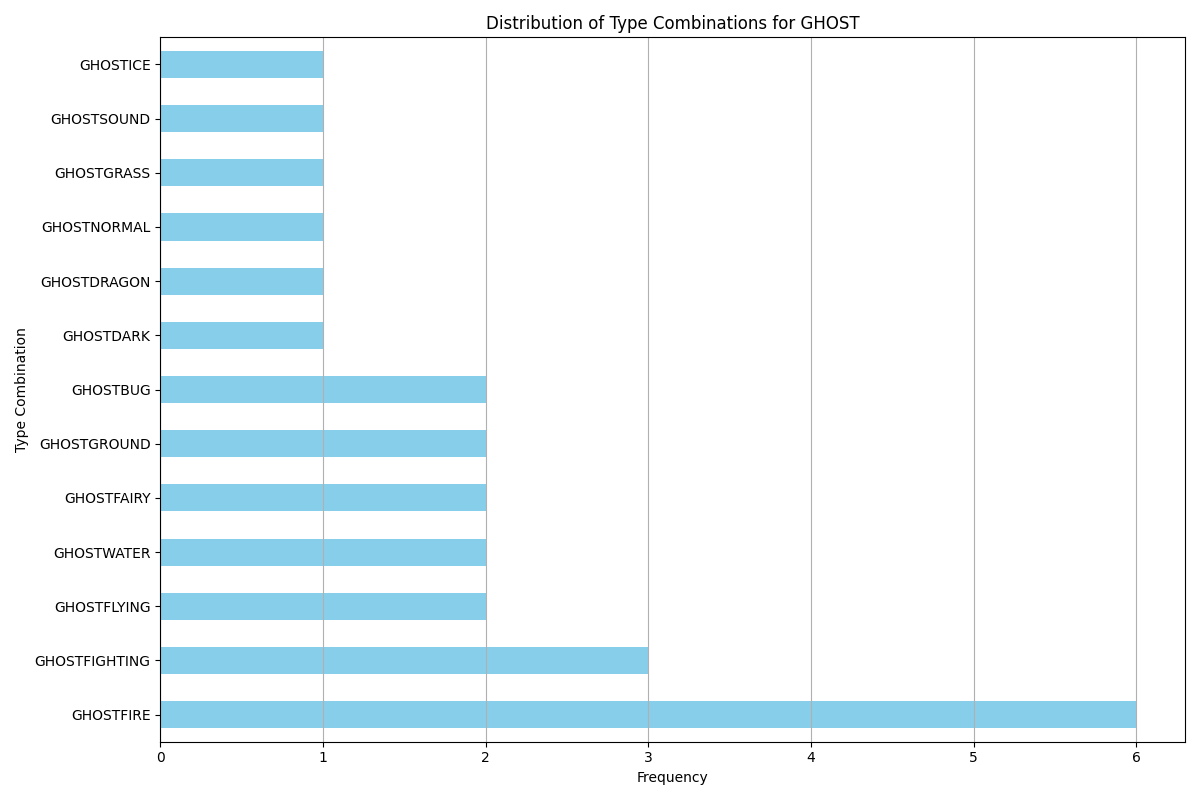 Distribution of Type Combinations for GHOST
GHOSTICE
GHOSTSOUND
GHOSTGRASS
GHOSTNORMAL
GHOSTDRAGON
GHOSTDARK
GHOSTBUG
GHOSTGROUND
GHOSTFAIRY
GHOSTWATER
GHOSTFLYING
GHOSTFIGHTING
GHOSTFIRE
Type Combination
0 1 2 3 4 5 6
Frequency